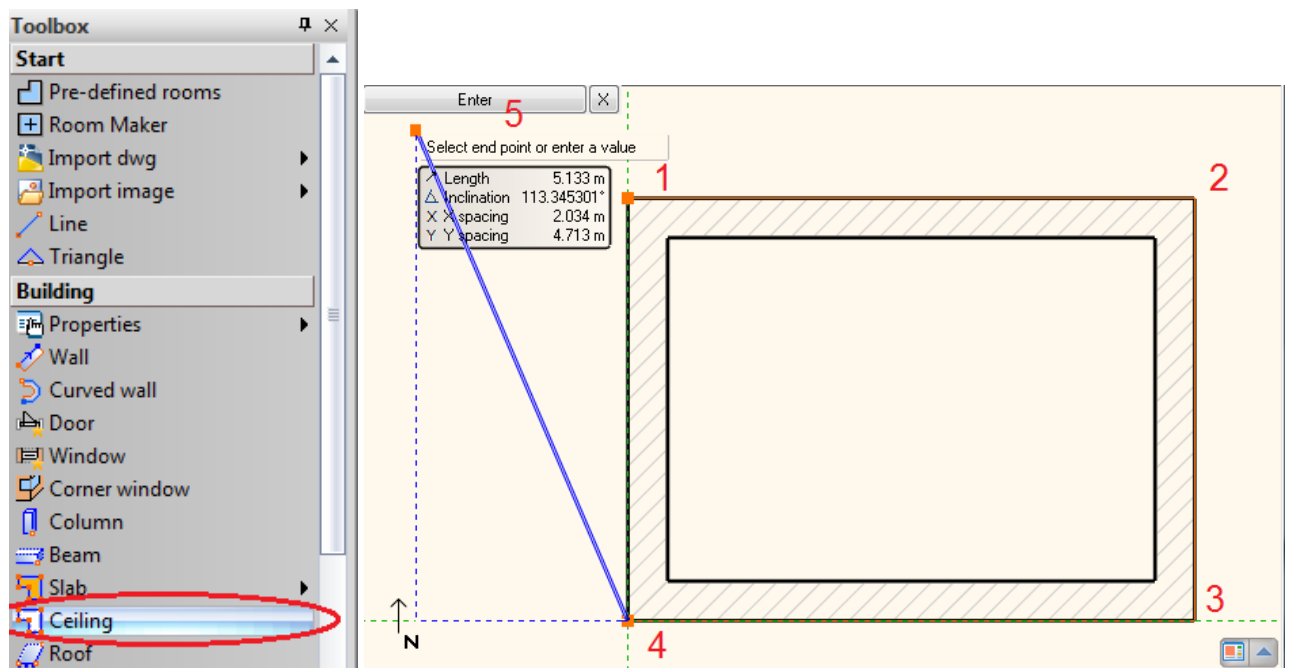 Toolbox
Start
Pre-defined rooms
Room Maker
Import dwg
Import image
Line
Triangle
Building
Properties
Wall
Curved wall
Door
Window
Corner window
Column
Beam
Slab
Ceiling
Roof
Enter
5
Select end point or enter a value
Length 5.133 m
Inclination 113.345301°
X X spacing 2.034 m
Y Y spacing 4.713 m
1
2
3
4
N